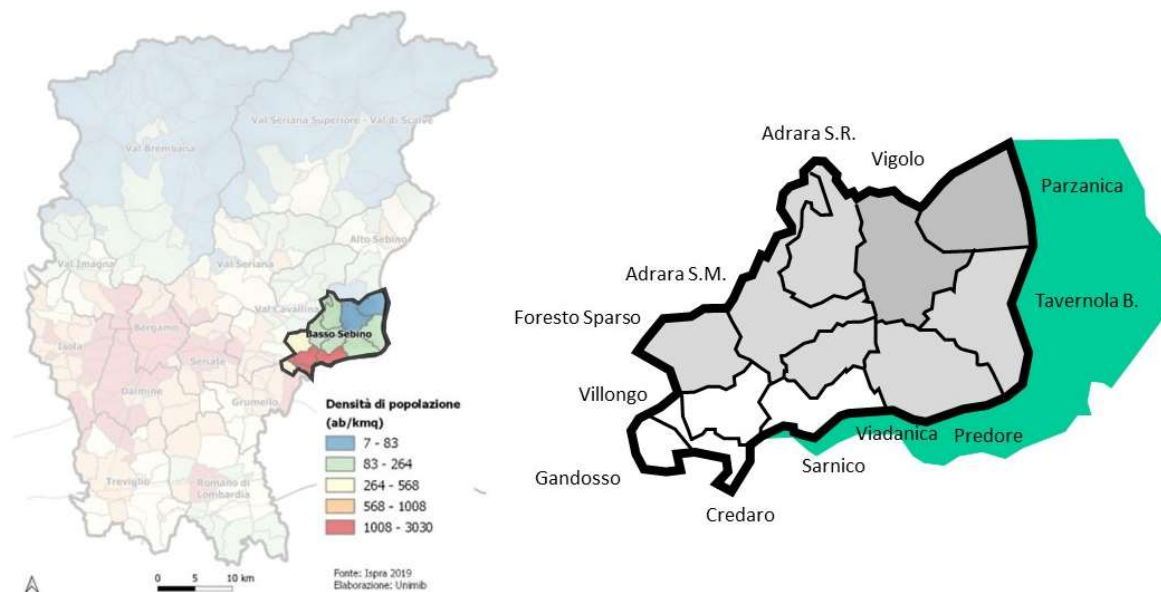 Val Seriana Superiore - Val di Scalve
Val Brembana
Alto Sebino
Val Imagna
Val Seriana
Val Cavallina
Basso Sebino
Bergamo
Isola
Seriate
Dalmine
Grumello
Treviglio
Romano di
Lombardia
Densità di popolazione
(ab/kmq)
7 - 83
83 - 264
264 - 568
568 - 1008
1008 - 3030
0 5 10 km
Fonte: Ispra 2019
Elaborazione: Unimib
Adrara S.R.
Vigolo
Parzanica
Adrara S.M.
Tavernola B.
Foresto Sparso
Villongo
Viadanica
Predore
Sarnico
Gandosso
Credaro